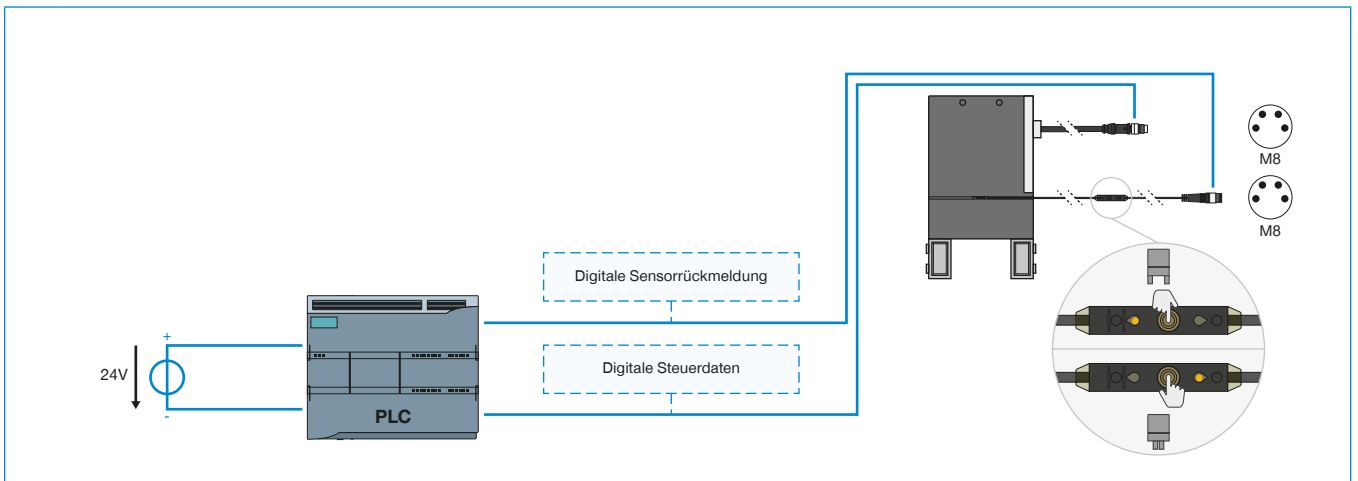 M8
M8
Digitale Sensorrückmeldung
+
24V
Digitale Steuerdaten
-
PLC